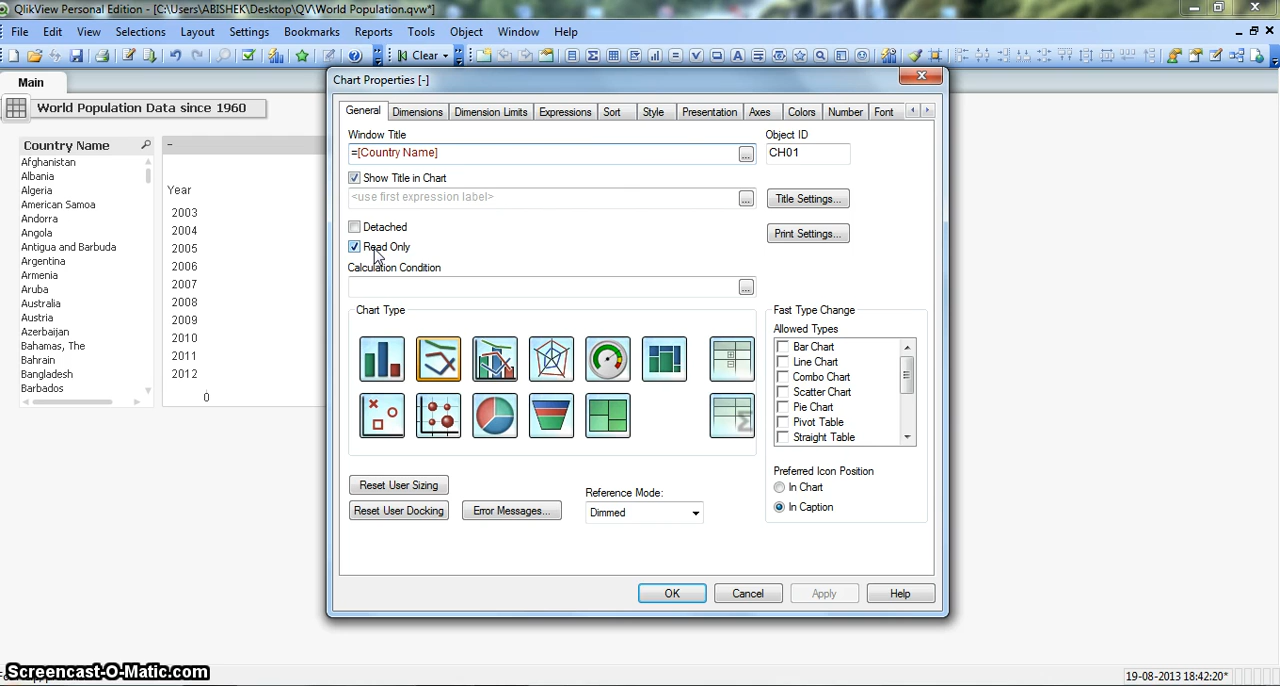 QlikView Personal Edition - [C:\Users\ABISHEK\Desktop\QV\World Population.qvw*]
File Edit View Selections Layout Settings Bookmarks Reports Tools Object Window Help
Clear
Main
World Population Data since 1960
Country Name
Afghanistan
Albania
Algeria
American Samoa
Andorra
Angola
Antigua and Barbuda
Argentina
Armenia
Aruba
Australia
Austria
Azerbaijan
Bahamas, The
Bahrain
Bangladesh
Barbados
-
Year
2003
2004
2005
2006
2007
2008
2009
2010
2011
2012
0
Chart Properties [-]
General Dimensions Dimension Limits Expressions Sort Style Presentation Axes Colors Number Font
Window Title
=[Country Name]
...
Object ID
CH01
Show Title in Chart
<use first expression label>
...
Title Settings...
Detached
Read Only
Print Settings...
Calculation Condition
...
Chart Type
Fast Type Change
Allowed Types
Bar Chart
Line Chart
Combo Chart
Scatter Chart
Pie Chart
Pivot Table
Straight Table
Preferred Icon Position
In Chart
In Caption
Reset User Sizing
Reset User Docking
Error Messages...
Reference Mode:
Dimmed
OK Cancel Apply Help
Screencast-O-Matic.com
19-08-2013 18:42:20*